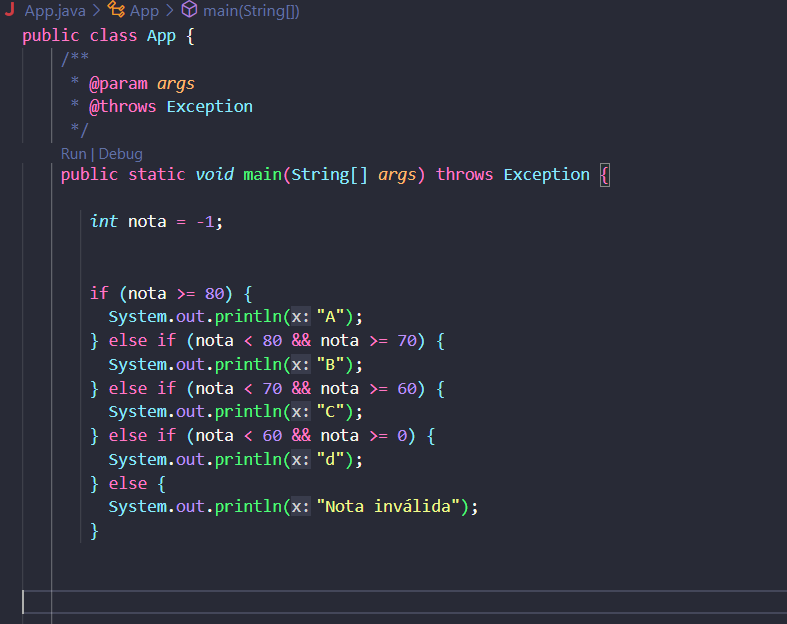 J App.java > App > main(String[])
public class App {
/**
* @param args
* @throws Exception
*/
Run | Debug
public static void main(String[] args) throws Exception {
int nota = -1;
if (nota >= 80) {
System.out.println(x: "A");
} else if (nota < 80 && nota >= 70) {
System.out.println(x: "B");
} else if (nota < 70 && nota >= 60) {
System.out.println(x: "C");
} else if (nota < 60 && nota >= 0) {
System.out.println(x: "d");
} else {
System.out.println(x: "Nota inválida");
}